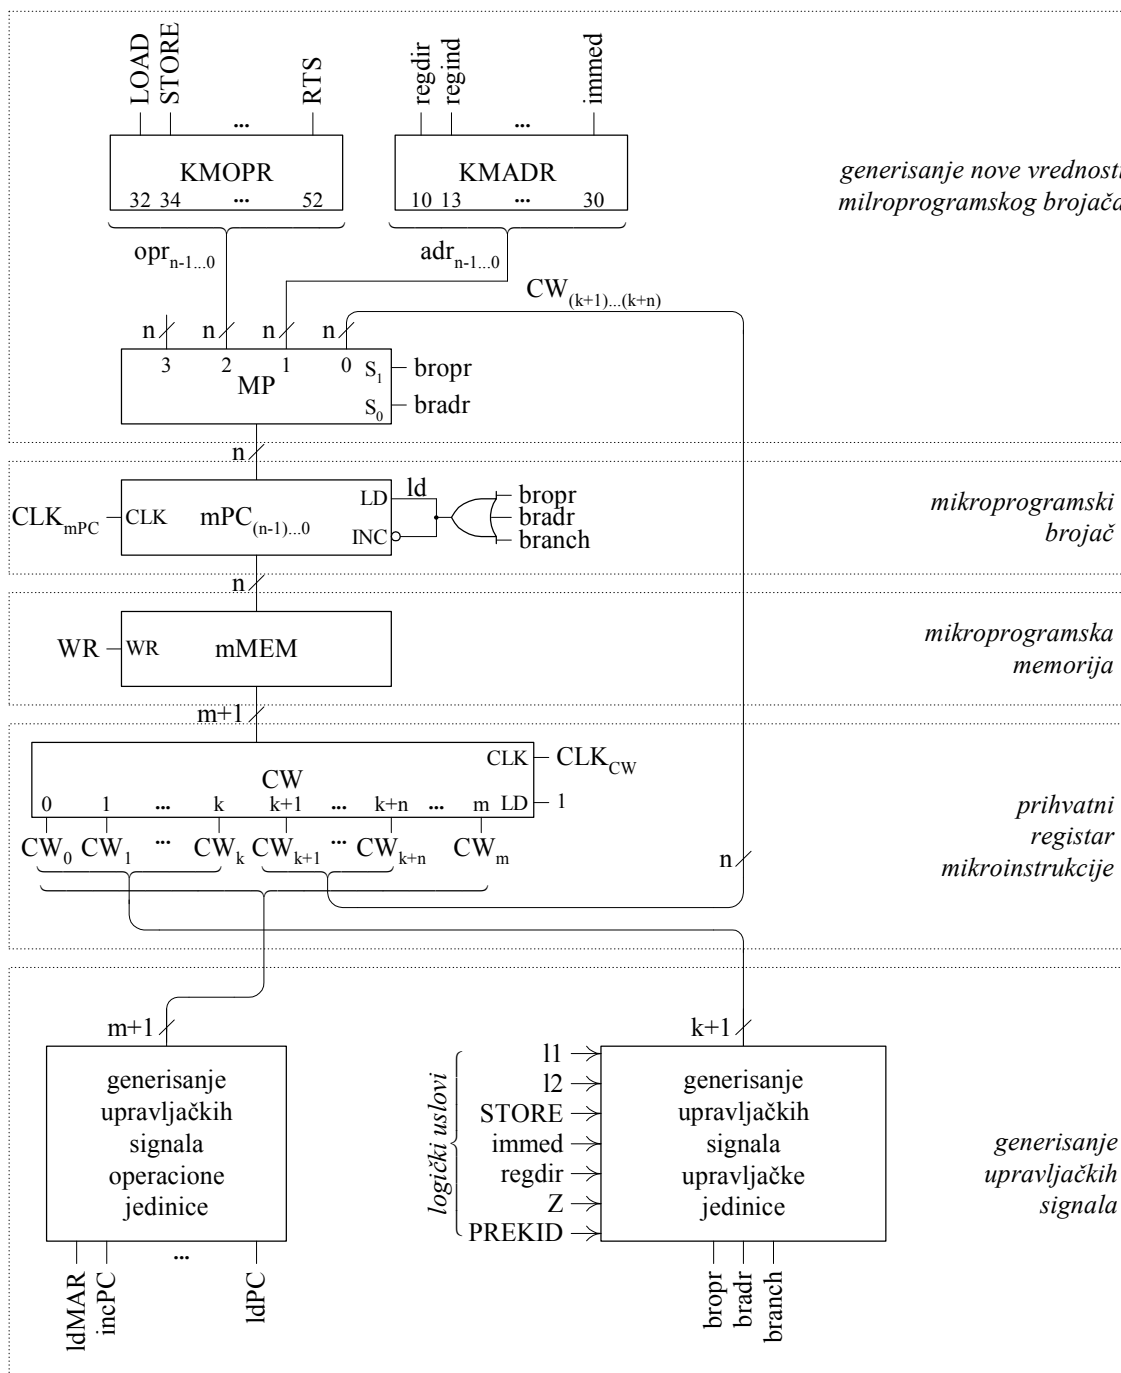 LOAD
STORE
...
RTS
regdir
regind
...
immed
KMOPR
32 34 ... 52
KMADR
10 13 ... 30
generisanje nove vrednosti
milroprogramskog brojača
opr n-1...0
adr n-1...0
CW (k+1)...(k+n)
n n n n
3 2 1 0
MP
S1 bropr
S0 bradr
n
CLK mPC
CLK
mPC (n-1)...0
LD
INC
ld
bropr
bradr
branch
mikroprogramski
brojač
n
WR
WR
mMEM
mikroprogramska
memorija
m+1
CW
CLK
CLK CW
0 1 ... k k+1 ... k+n ... m
LD
1
CW0 CW1 ... CWk CWk+1 ... CWk+n CWm
n
prihvatni
registar
mikroinstrukcije
m+1
k+1
generisanje
upravljačkih
signala
operacione
jedinice
logički uslovi
l1
l2
STORE
immed
regdir
Z
PREKID
generisanje
upravljačkih
signala
upravljačke
jedinice
generisanje
upravljačkih
signala
ldMAR
incPC
...
ldPC
bropr
bradr
branch